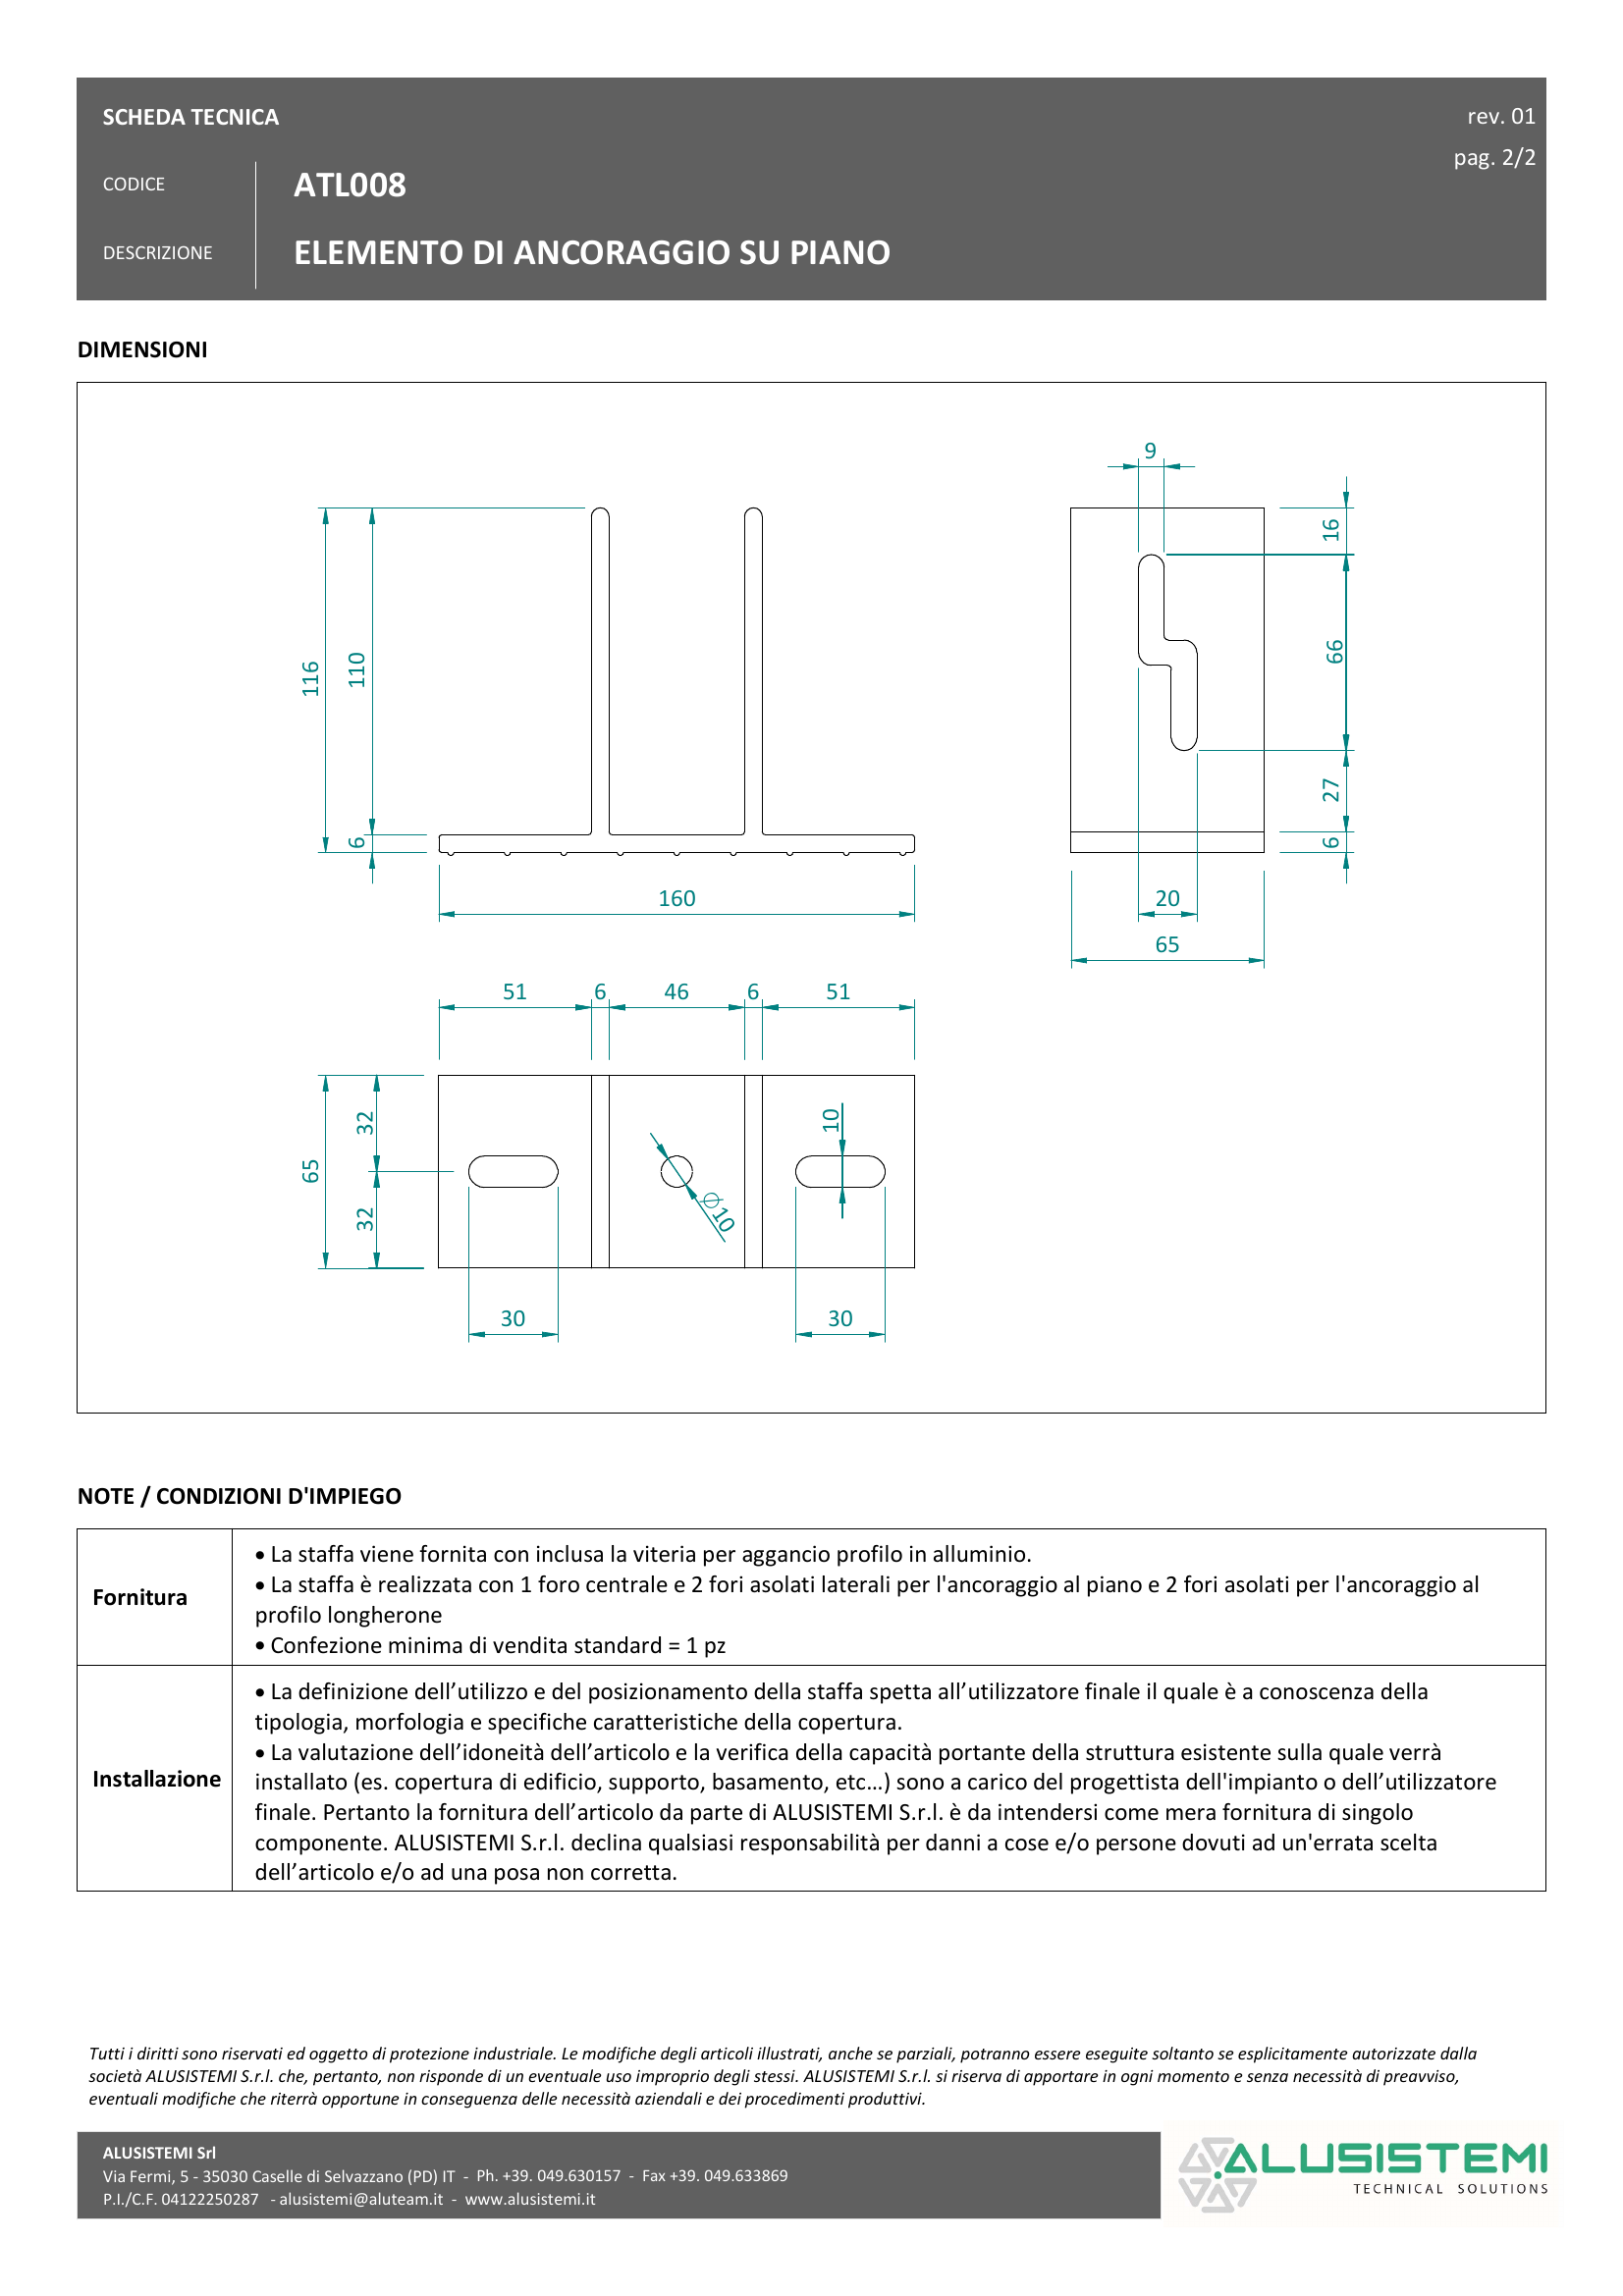 SCHEDA TECNICA
rev. 01
pag. 2/2
CODICE
ATL008
DESCRIZIONE
ELEMENTO DI ANCORAGGIO SU PIANO
DIMENSIONI
9
16
66
27
6
20
65
116
110
6
160
51
6
46
6
51
65
32
32
10
Ø10
30
30
NOTE / CONDIZIONI D'IMPIEGO
Fornitura
• La staffa viene fornita con inclusa la viteria per aggancio profilo in alluminio.
• La staffa è realizzata con 1 foro centrale e 2 fori asolati laterali per l'ancoraggio al piano e 2 fori asolati per l'ancoraggio al
profilo longherone
• Confezione minima di vendita standard = 1 pz
Installazione
• La definizione dell’utilizzo e del posizionamento della staffa spetta all’utilizzatore finale il quale è a conoscenza della
tipologia, morfologia e specifiche caratteristiche della copertura.
• La valutazione dell’idoneità dell’articolo e la verifica della capacità portante della struttura esistente sulla quale verrà
installato (es. copertura di edificio, supporto, basamento, etc…) sono a carico del progettista dell'impianto o dell’utilizzatore
finale. Pertanto la fornitura dell’articolo da parte di ALUSISTEMI S.r.l. è da intendersi come mera fornitura di singolo
componente. ALUSISTEMI S.r.l. declina qualsiasi responsabilità per danni a cose e/o persone dovuti ad un'errata scelta
dell’articolo e/o ad una posa non corretta.
Tutti i diritti sono riservati ed oggetto di protezione industriale. Le modifiche degli articoli illustrati, anche se parziali, potranno essere eseguite soltanto se esplicitamente autorizzate dalla
società ALUSISTEMI S.r.l. che, pertanto, non risponde di un eventuale uso improprio degli stessi. ALUSISTEMI S.r.l. si riserva di apportare in ogni momento e senza necessità di preavviso,
eventuali modifiche che riterrà opportune in conseguenza delle necessità aziendali e dei procedimenti produttivi.
ALUSISTEMI Srl
Via Fermi, 5 - 35030 Caselle di Selvazzano (PD) IT - Ph. +39. 049.630157 - Fax +39. 049.633869
P.I./C.F. 04122250287 - alusistemi@aluteam.it - www.alusistemi.it
ALUSISTEMI
TECHNICAL SOLUTIONS